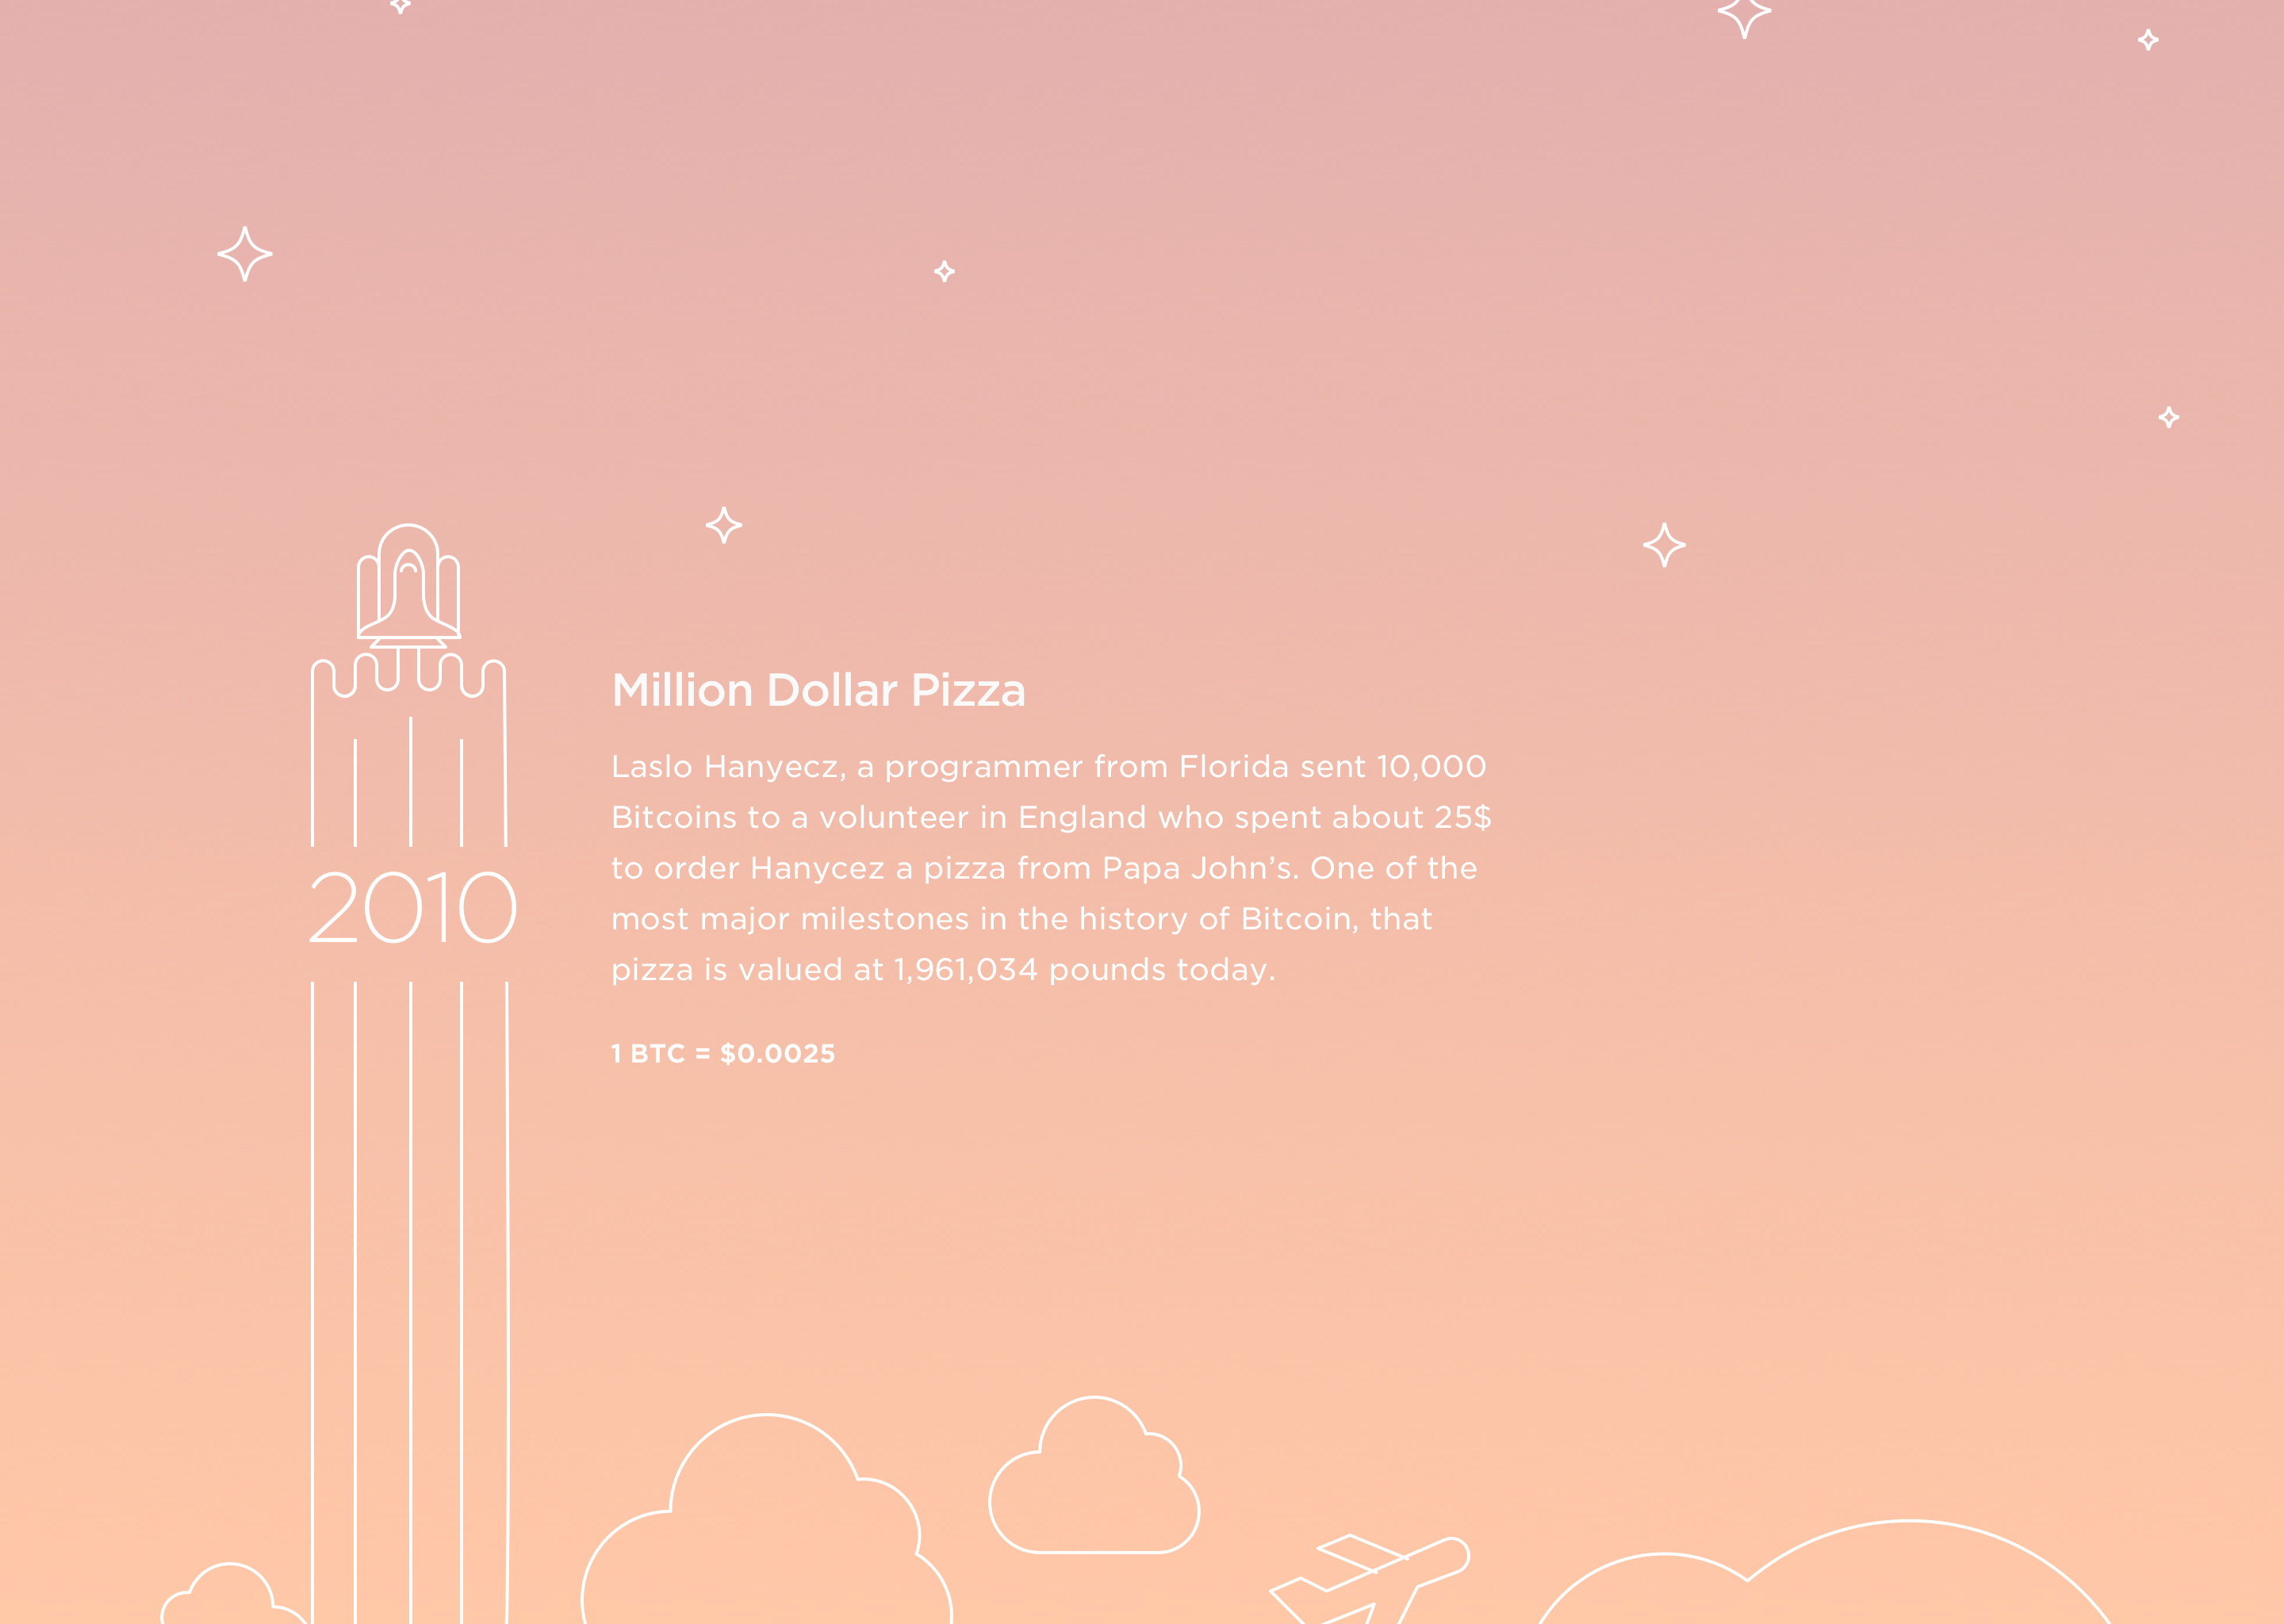 Million Dollar Pizza
Laslo Hanyecz, a programmer from Florida sent 10,000
Bitcoins to a volunteer in England who spent about 25$
to order Hanycez a pizza from Papa John’s. One of the
most major milestones in the history of Bitcoin, that
pizza is valued at 1,961,034 pounds today.
1 BTC = $0.0025
2010